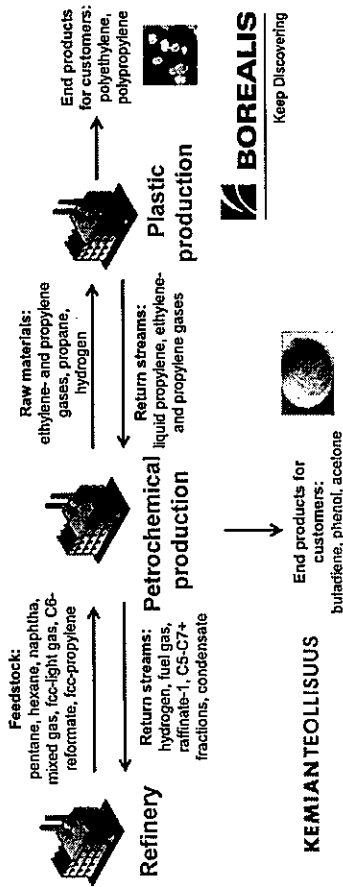 Feedstock:
pentane, hexane, naphtha,
mixed gas, fcc-light gas, C6-
reformate, fcc-propylene
Refinery
Return streams:
hydrogen, fuel gas,
raffinate-1, C5-C7+
fractions, condensate
Petrochemical
production
Raw materials:
ethylene- and propylene
gases, propane,
hydrogen
Return streams:
liquid propylene, ethylene-
and propylene gases
Plastic
production
End products
for customers:
polyethylene,
polypropylene
End products for
customers:
butadiene, phenol, acetone
KEMIANTEOLLISUUS
BOREALIS
Keep Discovering